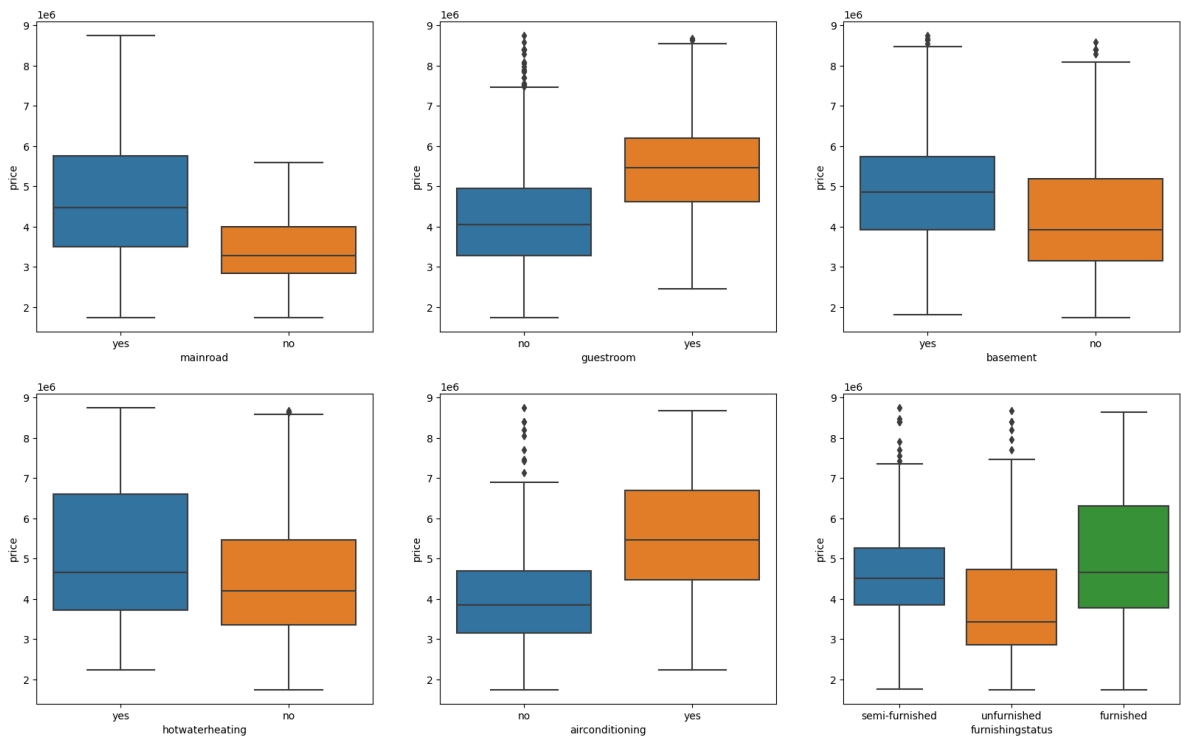 1e6
9
8
7
6
5
4
3
2
price
yes
no
mainroad
1e6
9
8
7
6
5
4
3
2
price
no
yes
guestroom
1e6
9
8
7
6
5
4
3
2
price
yes
no
basement
1e6
9
8
7
6
5
4
3
2
price
yes
no
hotwaterheating
1e6
9
8
7
6
5
4
3
2
price
no
yes
airconditioning
1e6
9
8
7
6
5
4
3
2
price
semi-furnished
unfurnished
furnished
furnishingstatus